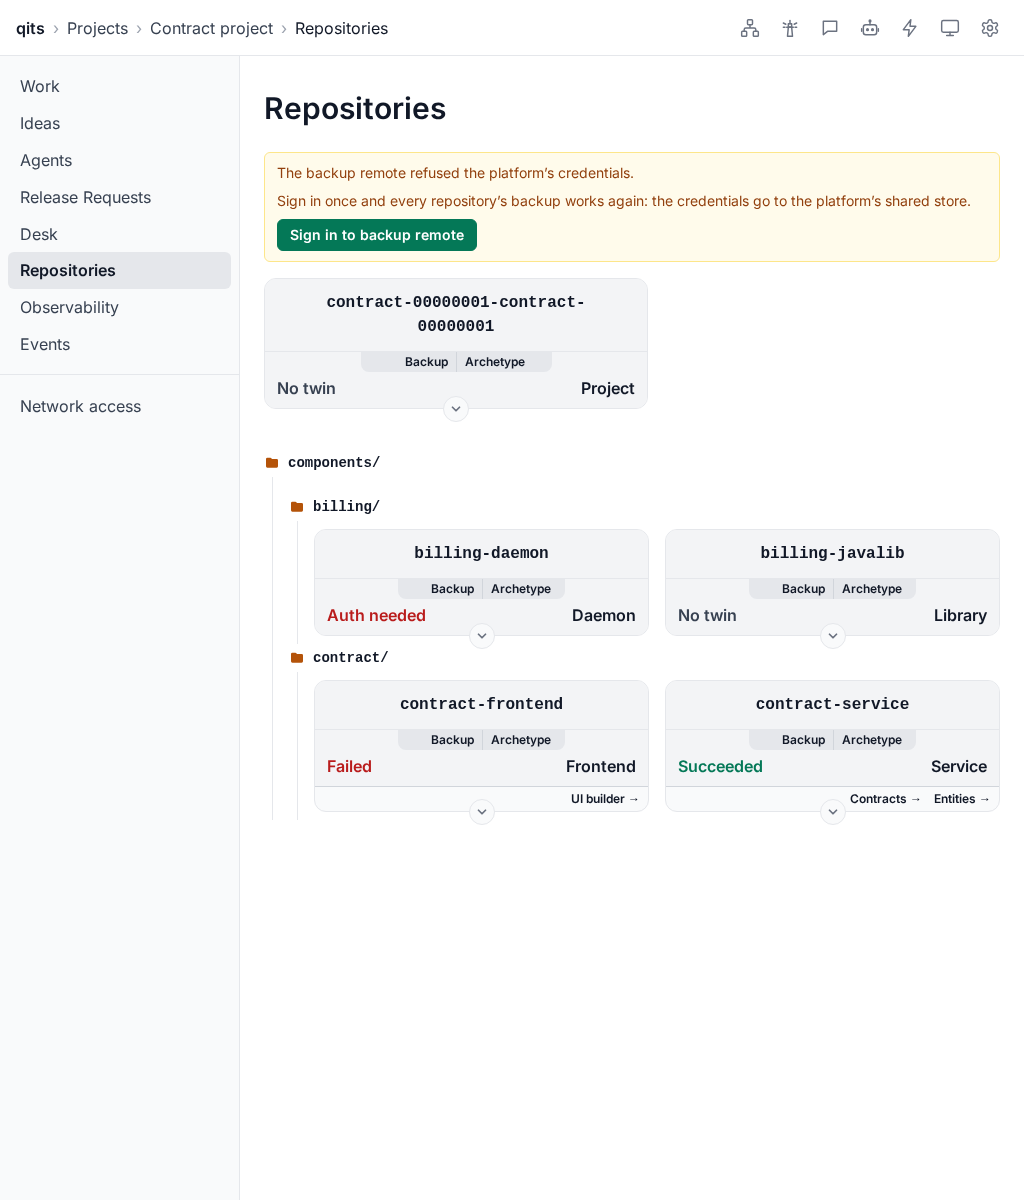 qits › Projects › Contract project › Repositories
Work
Ideas
Agents
Release Requests
Desk
Repositories
Observability
Events
Network access
Repositories
The backup remote refused the platform’s credentials.
Sign in once and every repository’s backup works again: the credentials go to the platform’s shared store.
Sign in to backup remote
contract-00000001-contract-
00000001
Backup Archetype
No twin Project
components/
billing/
billing-daemon
Backup Archetype
Auth needed Daemon
billing-javalib
Backup Archetype
No twin Library
contract/
contract-frontend
Backup Archetype
Failed Frontend
UI builder →
contract-service
Backup Archetype
Succeeded Service
Contracts → Entities →